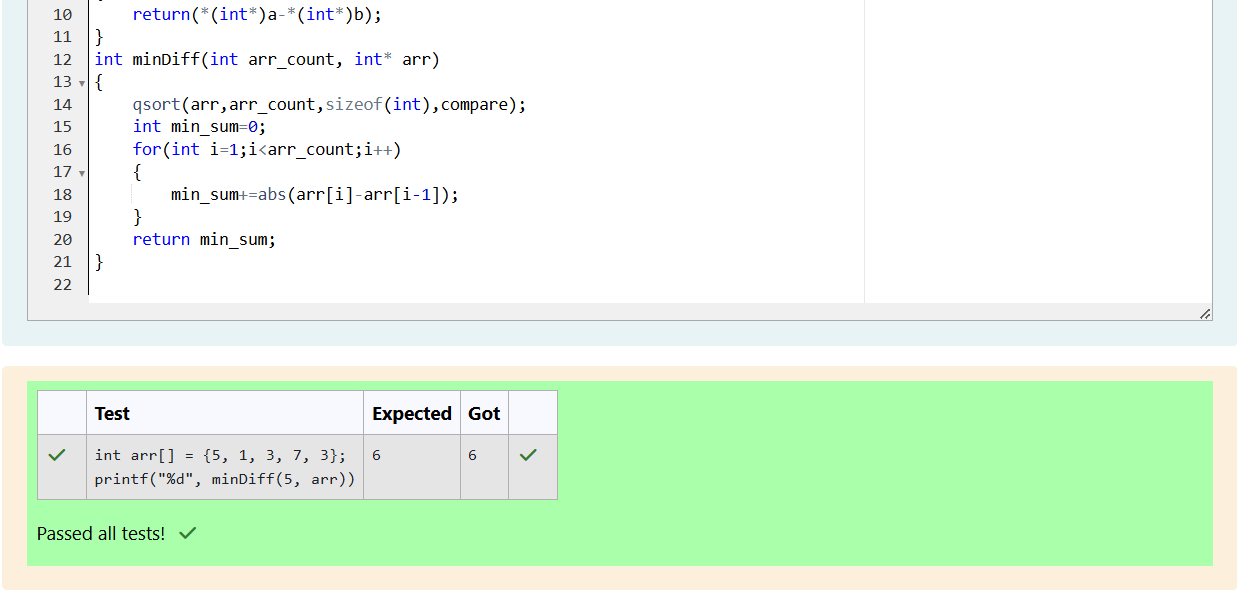 10     return(*(int*)a-*(int*)b);
11 }
12 int minDiff(int arr_count, int* arr)
13 {
14     qsort(arr,arr_count,sizeof(int),compare);
15     int min_sum=0;
16     for(int i=1;i<arr_count;i++)
17     {
18         min_sum+=abs(arr[i]-arr[i-1]);
19     }
20     return min_sum;
21 }
22
Test Expected Got
int arr[] = {5, 1, 3, 7, 3}; 6 6
printf("%d", minDiff(5, arr))
Passed all tests!